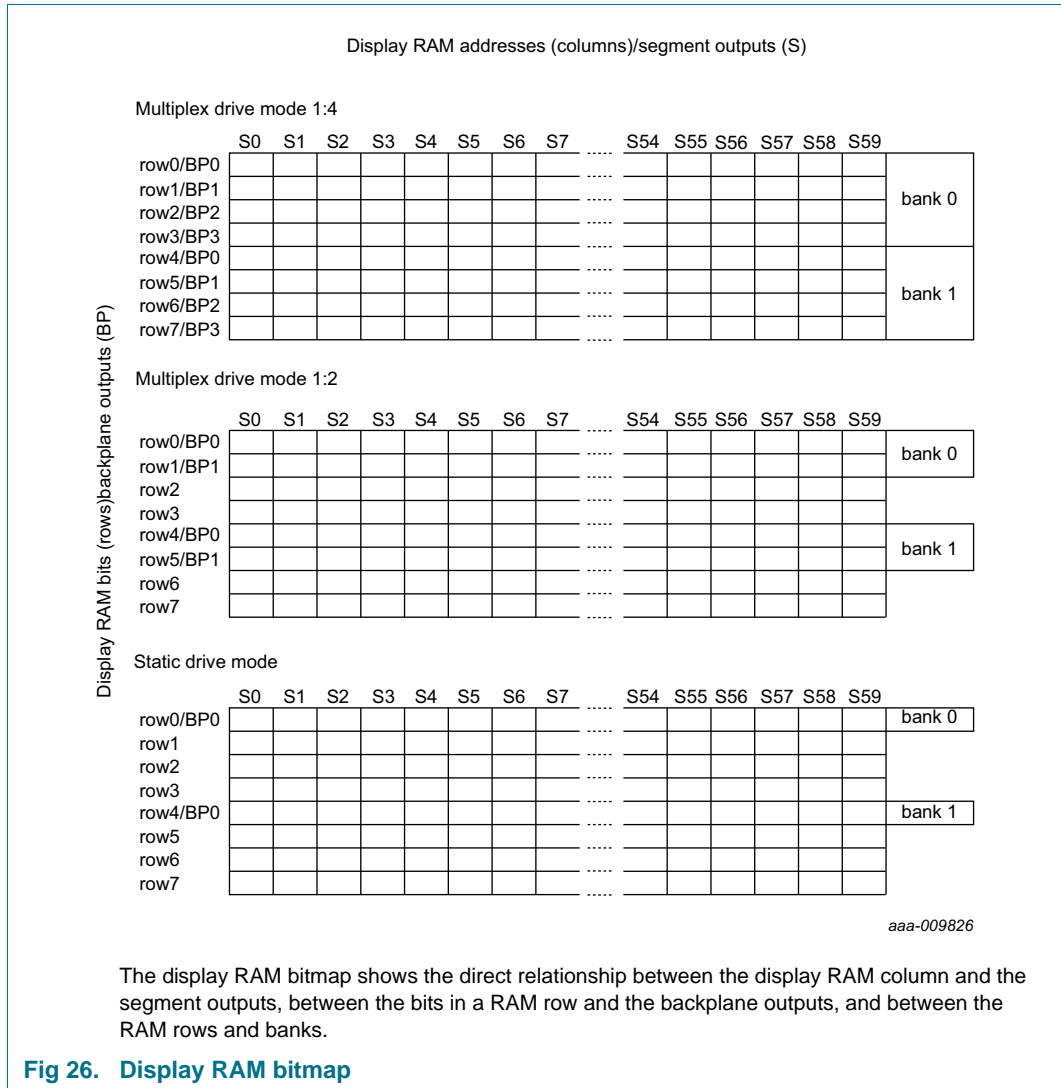 Display RAM addresses (columns)/segment outputs (S)
Display RAM bits (rows)backplane outputs (BP)
Multiplex drive mode 1:4
S0 S1 S2 S3 S4 S5 S6 S7 S54 S55 S56 S57 S58 S59
row0/BP0
row1/BP1
row2/BP2
row3/BP3
bank 0
row4/BP0
row5/BP1
row6/BP2
row7/BP3
bank 1
Multiplex drive mode 1:2
S0 S1 S2 S3 S4 S5 S6 S7 S54 S55 S56 S57 S58 S59
row0/BP0
row1/BP1
bank 0
row2
row3
row4/BP0
row5/BP1
bank 1
row6
row7
Static drive mode
S0 S1 S2 S3 S4 S5 S6 S7 S54 S55 S56 S57 S58 S59
row0/BP0 bank 0
row1
row2
row3
row4/BP0 bank 1
row5
row6
row7
aaa-009826
The display RAM bitmap shows the direct relationship between the display RAM column and the
segment outputs, between the bits in a RAM row and the backplane outputs, and between the
RAM rows and banks.
Fig 26. Display RAM bitmap